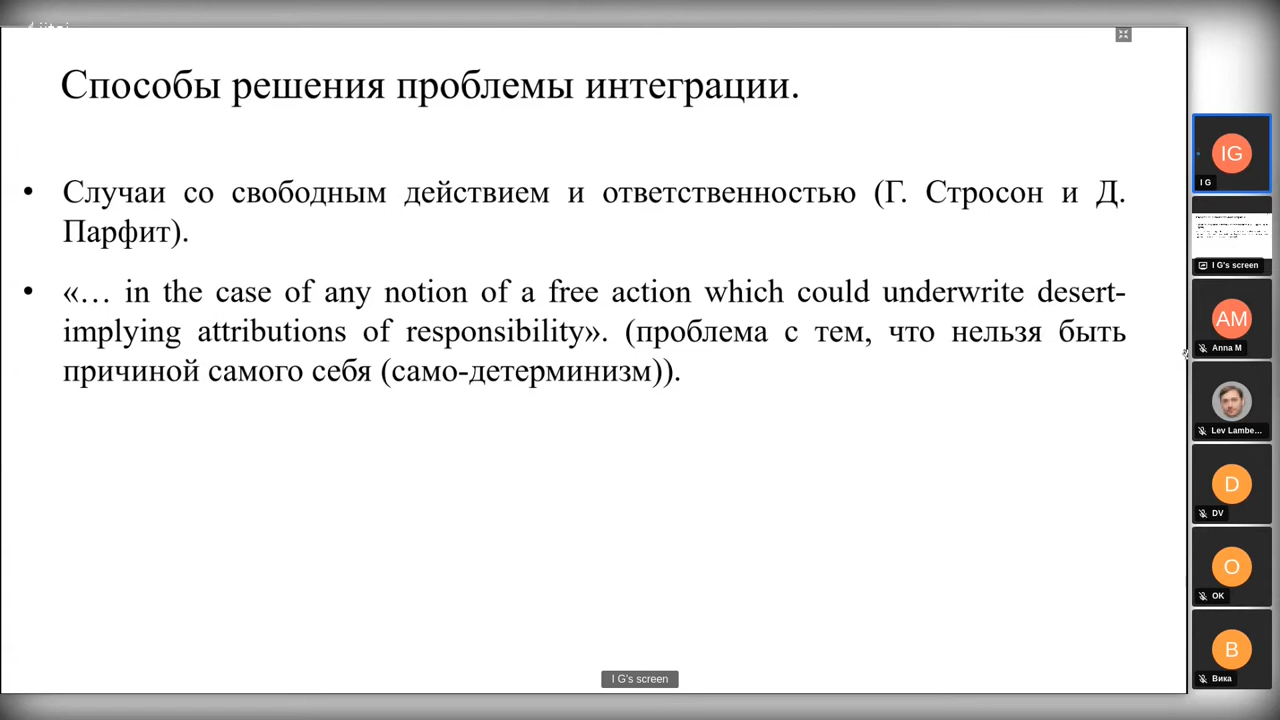 Способы решения проблемы интеграции.
• Случаи со свободным действием и ответственностью (Г. Стросон и Д.
Парфит).
• «… in the case of any notion of a free action which could underwrite desert-
implying attributions of responsibility». (проблема с тем, что нельзя быть
причиной самого себя (само-детерминизм)).
I G's screen
IG
I G
I G's screen
AM
Anna M
Lev Lambe...
D
DV
O
OK
В
Вика